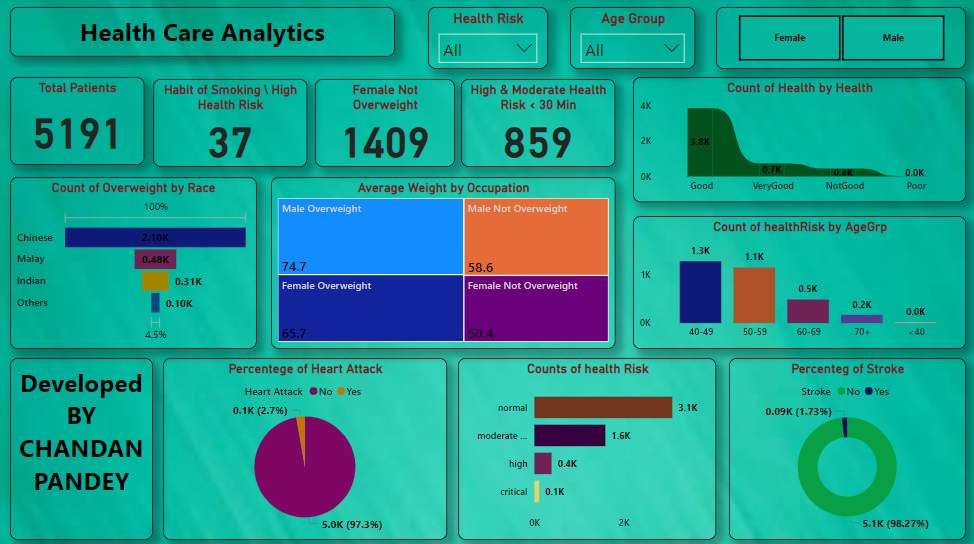 Health Care Analytics
Health Risk
All
Age Group
All
Female
Male
Total Patients
5191
Habit of Smoking \ High
Health Risk
37
Female Not
Overweight
1409
High & Moderate Health
Risk < 30 Min
859
Count of Health by Health
4K
2K
0K
3.8K
0.7K
0.4K
0.0K
Good
VeryGood
NotGood
Poor
Count of Overweight by Race
100%
Chinese
2.10K
Malay
0.48K
Indian
0.31K
Others
0.10K
4.5%
Average Weight by Occupation
Male Overweight
74.7
Male Not Overweight
58.6
Female Overweight
65.7
Female Not Overweight
50.4
Count of healthRisk by AgeGrp
1K
0K
1.3K
1.1K
0.5K
0.2K
0.0K
40-49
50-59
60-69
70+
<40
Developed
BY
CHANDAN
PANDEY
Percentege of Heart Attack
Heart Attack No Yes
0.1K (2.7%)
5.0K (97.3%)
Counts of health Risk
normal
3.1K
moderate ...
1.6K
high
0.4K
critical
0.1K
0K
2K
Percenteg of Stroke
Stroke No Yes
0.09K (1.73%)
5.1K (98.27%)